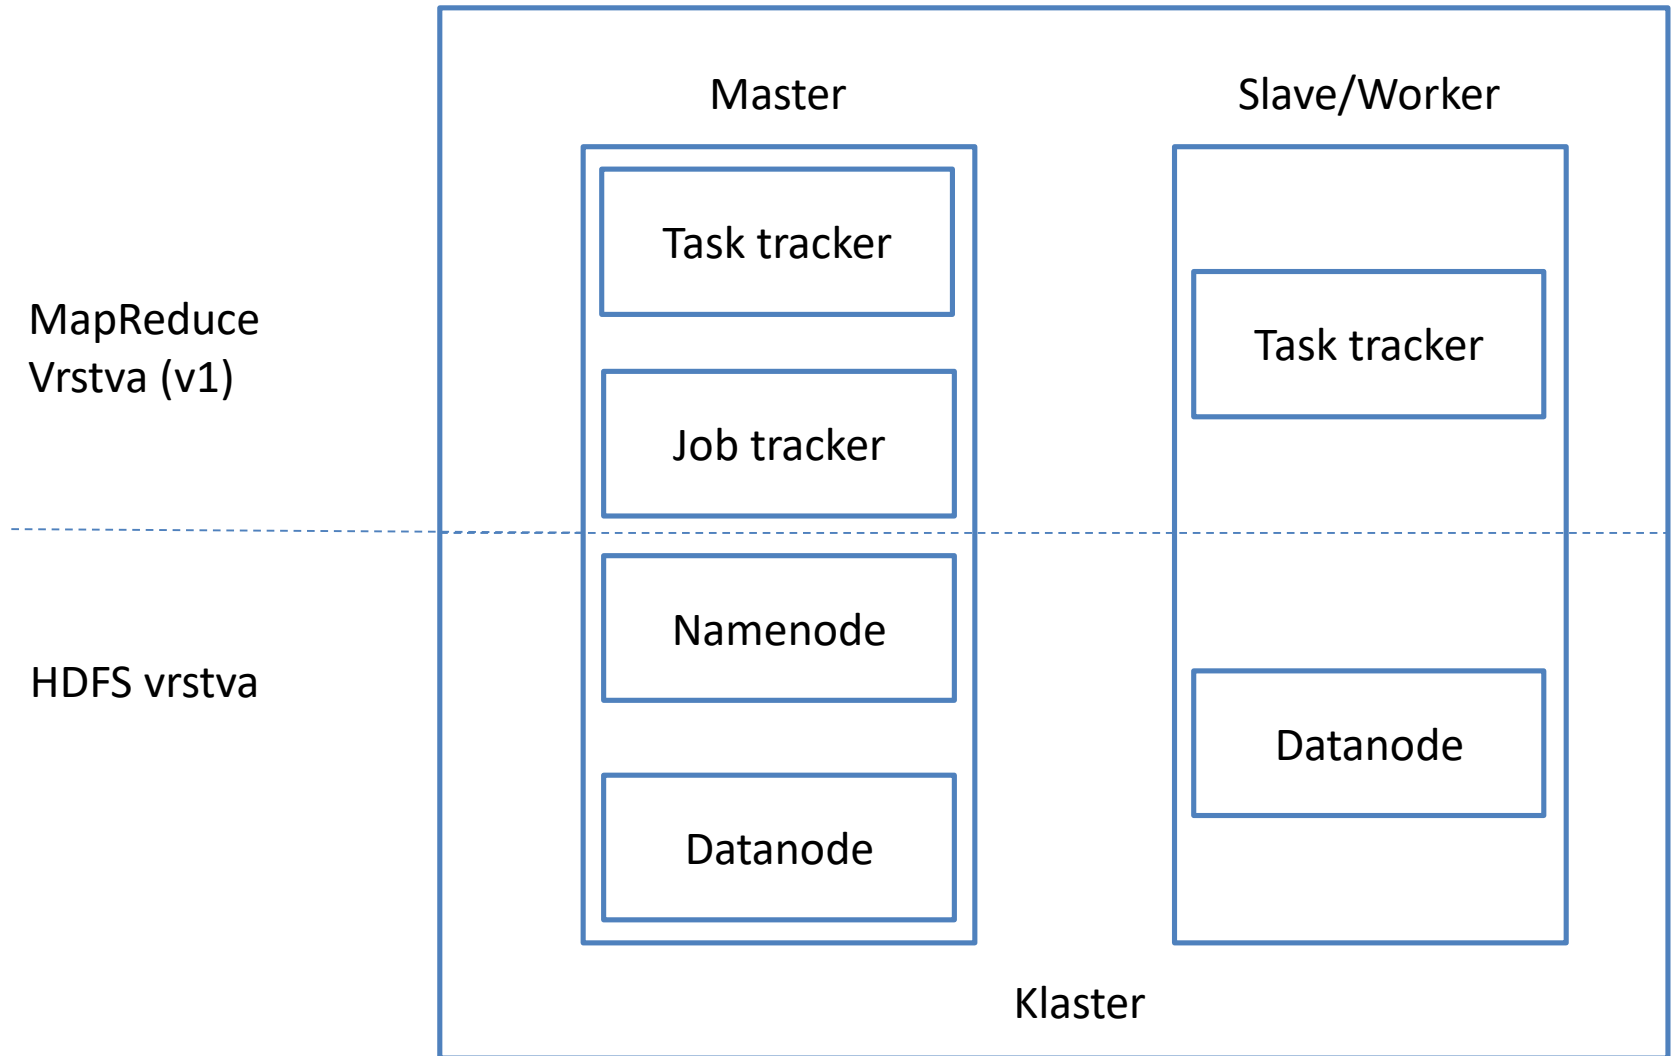 Master
Slave/Worker
Task tracker
MapReduce
Vrstva (v1)
Task tracker
Job tracker
Namenode
HDFS vrstva
Datanode
Datanode
Klaster